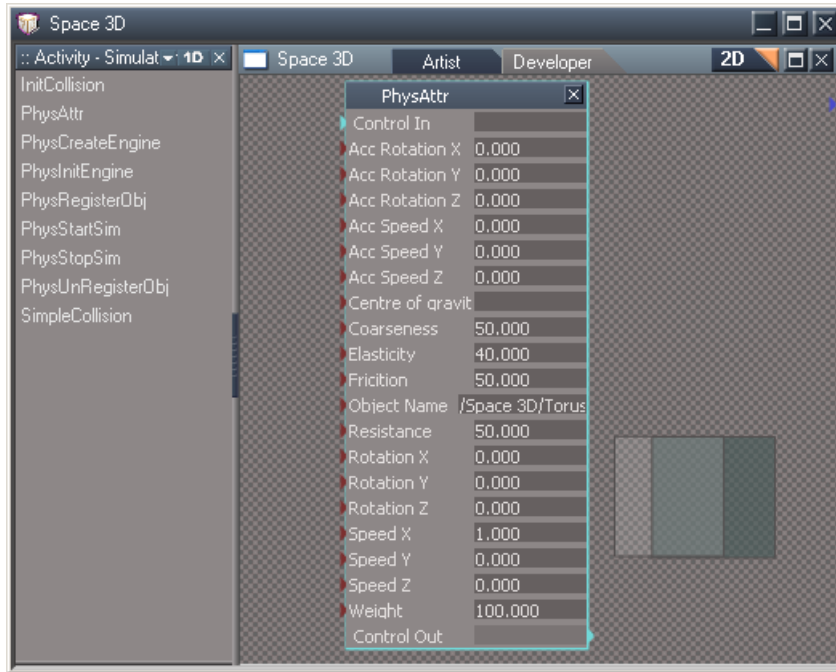 Space 3D
:: Activity - Simulat 1D
InitCollision
PhysAttr
PhysCreateEngine
PhysInitEngine
PhysRegisterObj
PhysStartSim
PhysStopSim
PhysUnRegisterObj
SimpleCollision
Space 3D Artist Developer 2D
PhysAttr
Control In
Acc Rotation X 0.000
Acc Rotation Y 0.000
Acc Rotation Z 0.000
Acc Speed X 0.000
Acc Speed Y 0.000
Acc Speed Z 0.000
Centre of gravit
Coarseness 50.000
Elasticity 40.000
Fricition 50.000
Object Name /Space 3D/Torus
Resistance 50.000
Rotation X 0.000
Rotation Y 0.000
Rotation Z 0.000
Speed X 1.000
Speed Y 0.000
Speed Z 0.000
Weight 100.000
Control Out